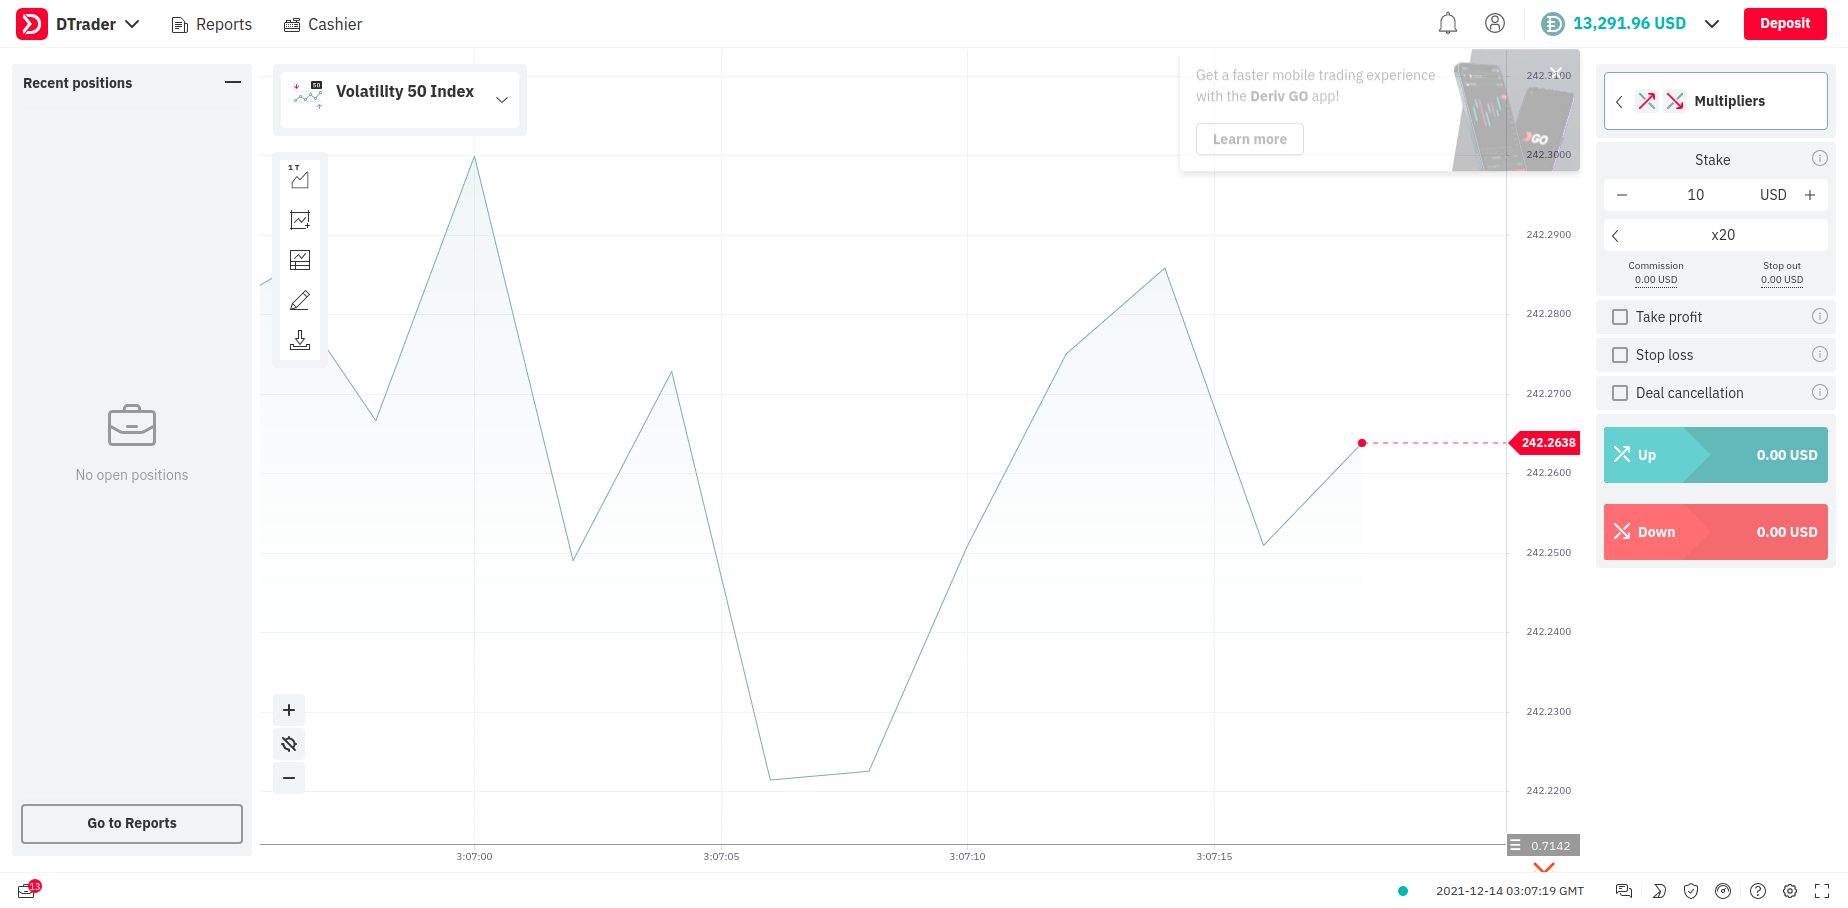 DTrader
Reports
Cashier
13,291.96 USD
Deposit
Recent positions
No open positions
Go to Reports
50
Volatility 50 Index
1 T
Get a faster mobile trading experience
with the Deriv GO app!
Learn more
GO
242.3100
242.3000
242.2900
242.2800
242.2700
242.2638
242.2600
242.2500
242.2400
242.2300
242.2200
0.7142
3:07:00
3:07:05
3:07:10
3:07:15
Multipliers
Stake
10 USD
x20
Commission
0.00 USD
Stop out
0.00 USD
Take profit
Stop loss
Deal cancellation
Up 0.00 USD
Down 0.00 USD
13
2021-12-14 03:07:19 GMT